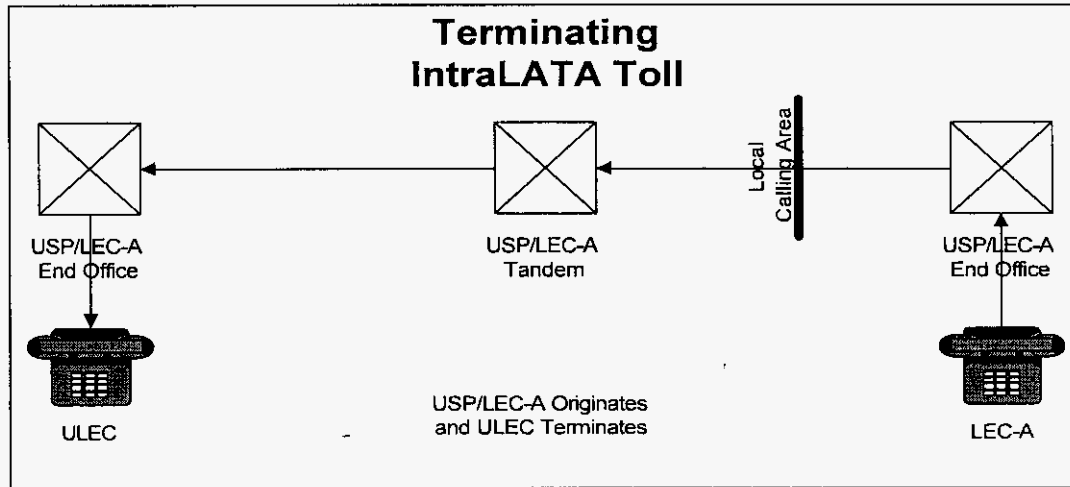 Terminating
IntraLATA Toll
Local
Calling Area
USP/LEC-A
End Office
USP/LEC-A
Tandem
USP/LEC-A
End Office
USP/LEC-A Originates
and ULEC Terminates
ULEC
LEC-A